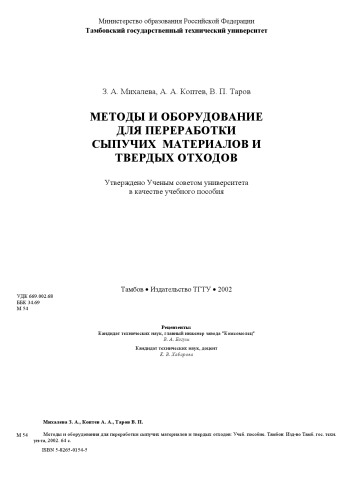 Министерство образования Российской Федерации
Тамбовский государственный технический университет
З. А. Михалева, А. А. Коптев, В. П. Таров
МЕТОДЫ И ОБОРУДОВАНИЕ
ДЛЯ ПЕРЕРАБОТКИ
СЫПУЧИХ МАТЕРИАЛОВ И
ТВЕРДЫХ ОТХОДОВ
Утверждено Ученым советом университета
в качестве учебного пособия
Тамбов • Издательство ТГТУ • 2002
УДК 669.002.68
ББК 34.69
М 54
Рецензенты:
Кандидат технических наук, главный инженер завода "Комсомолец"
В. А. Богуш
Кандидат технических наук, доцент
Е. В. Хабарова
Михалева З. А., Коптев А. А., Таров В. П.
М 54 Методы и оборудование для переработки сыпучих материалов и твердых отходов: Учеб. пособие. Тамбов: Изд-во Тамб. гос. техн.
ун-та, 2002. 64 с.
ISBN 5-8265-0154-5